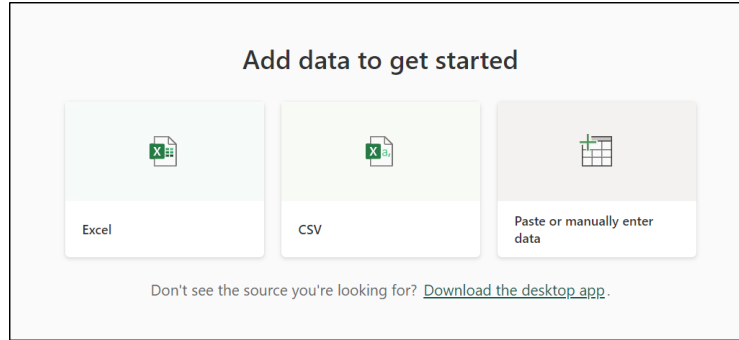 Add data to get started
X
X a,
Excel
CSV
Paste or manually enter
data
Don't see the source you're looking for? Download the desktop app.